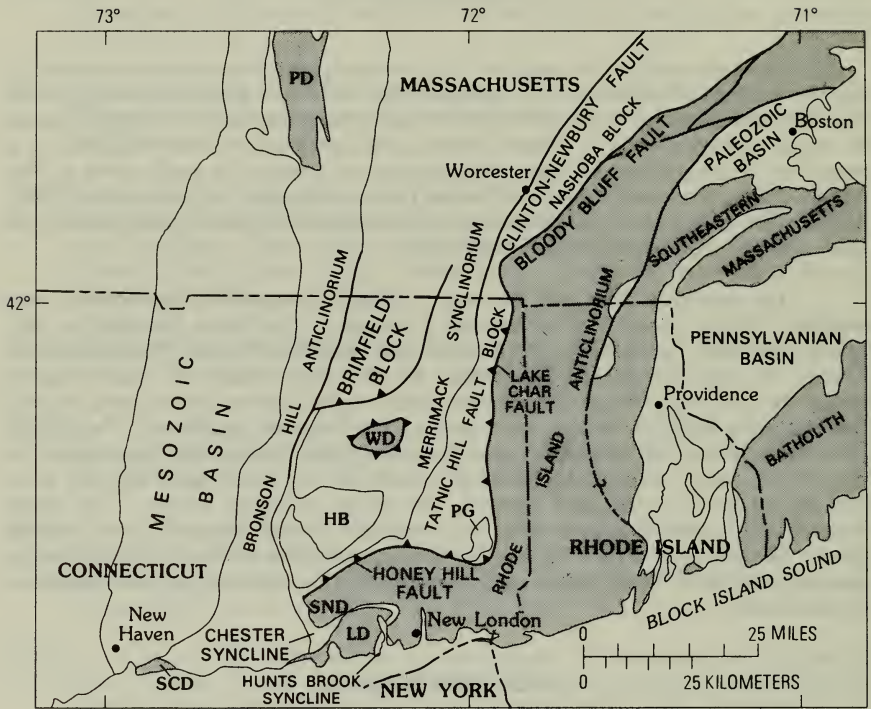 73°
72°
71°
PD
MASSACHUSETTS
CLINTON-NEWBURY FAULT
NASHOBA BLOCK
BLOODY BLUFF FAULT
PALEOZOIC
BASIN
Boston
Worcester
SOUTHEASTERN
MASSACHUSETTS
42°
MESOZOIC
BASIN
BRONSON HILL ANTICLINORIUM
BRIMFIELD
BLOCK
MERRIMACK SYNCLINORIUM
TATNIC HILL FAULT BLOCK
LAKE
CHAR
FAULT
RHODE ISLAND ANTICLINORIUM
PENNSYLVANIAN
BASIN
Providence
BATHOLITH
WD
HB
PG
CONNECTICUT
HONEY HILL
FAULT
RHODE ISLAND
BLOCK ISLAND SOUND
SND
New
Haven
CHESTER
SYNCLINE
LD
New London
SCD
HUNTS BROOK
SYNCLINE
NEW YORK
0 25 MILES
0 25 KILOMETERS